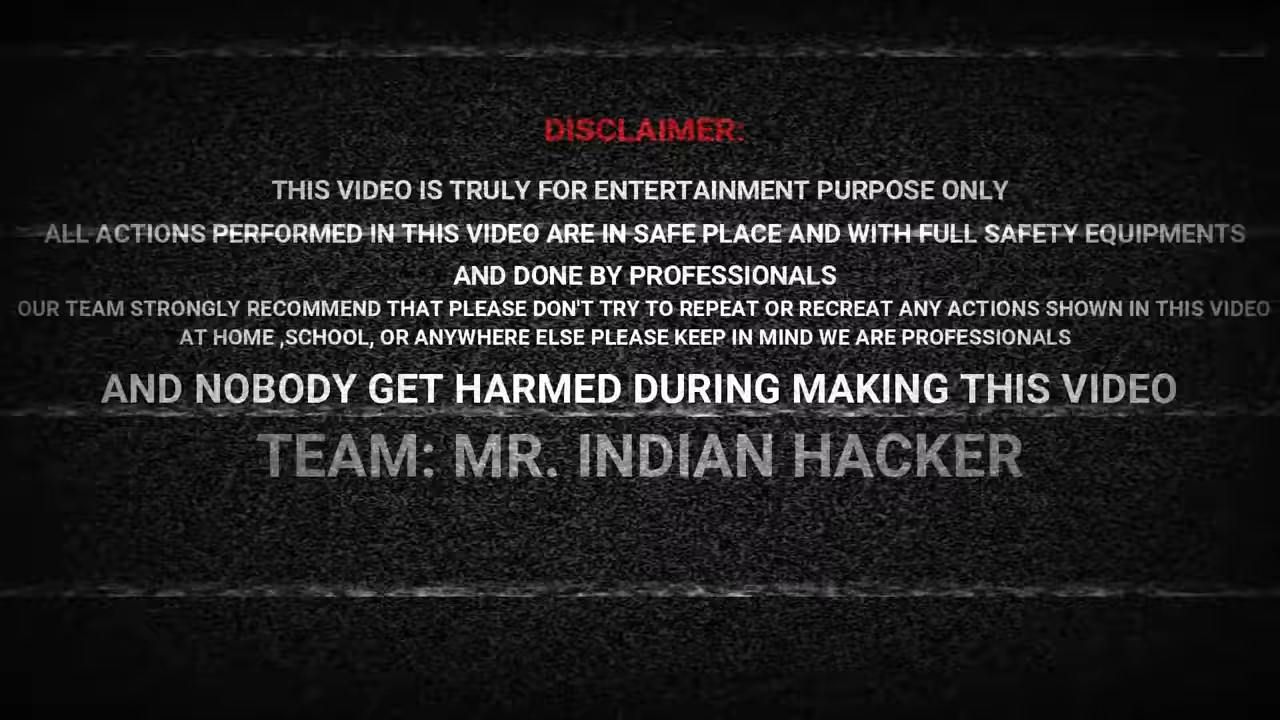 DISCLAIMER:
THIS VIDEO IS TRULY FOR ENTERTAINMENT PURPOSE ONLY
ALL ACTIONS PERFORMED IN THIS VIDEO ARE IN SAFE PLACE AND WITH FULL SAFETY EQUIPMENTS
AND DONE BY PROFESSIONALS
OUR TEAM STRONGLY RECOMMEND THAT PLEASE DON'T TRY TO REPEAT OR RECREAT ANY ACTIONS SHOWN IN THIS VIDEO
AT HOME ,SCHOOL, OR ANYWHERE ELSE PLEASE KEEP IN MIND WE ARE PROFESSIONALS
AND NOBODY GET HARMED DURING MAKING THIS VIDEO
TEAM: MR. INDIAN HACKER